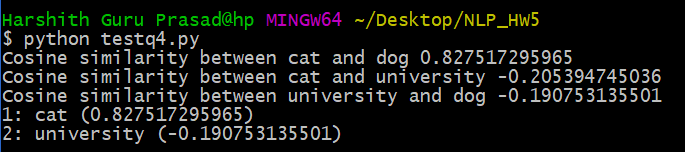 Harshith Guru Prasad@hp MINGW64 ~/Desktop/NLP_HW5
$ python testq4.py
Cosine similarity between cat and dog 0.827517295965
Cosine similarity between cat and university -0.205394745036
Cosine similarity between university and dog -0.190753135501
1: cat (0.827517295965)
2: university (-0.190753135501)